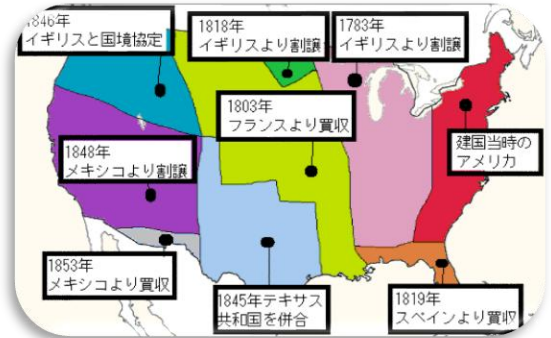 1846年
イギリスと国境協定
1818年
イギリスより割譲
1783年
イギリスより割譲
1803年
フランスより買収
建国当時の
アメリカ
1848年
メキシコより割譲
1853年
メキシコより買収
1845年テキサス
共和国を併合
1819年
スペインより買収